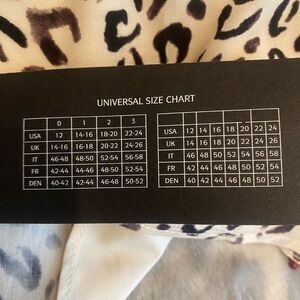 UNIVERSAL SIZE CHART
0 1 2 3
USA 12 14-16 18-20 22-24
UK 14-16 16-18 20-22 24-26
IT 46-48 48-50 52-54 56-58
FR 42-44 44-46 48-50 52-54
DEN 40-42 42-44 46-48 50-52
USA 12 14 16 18 20 22 24
UK 14 16 18 20 22 24 26
IT 46 48 50 52 54 56 58
FR 42 44 46 48 50 52 54
DEN 40 42 44 46 48 50 52